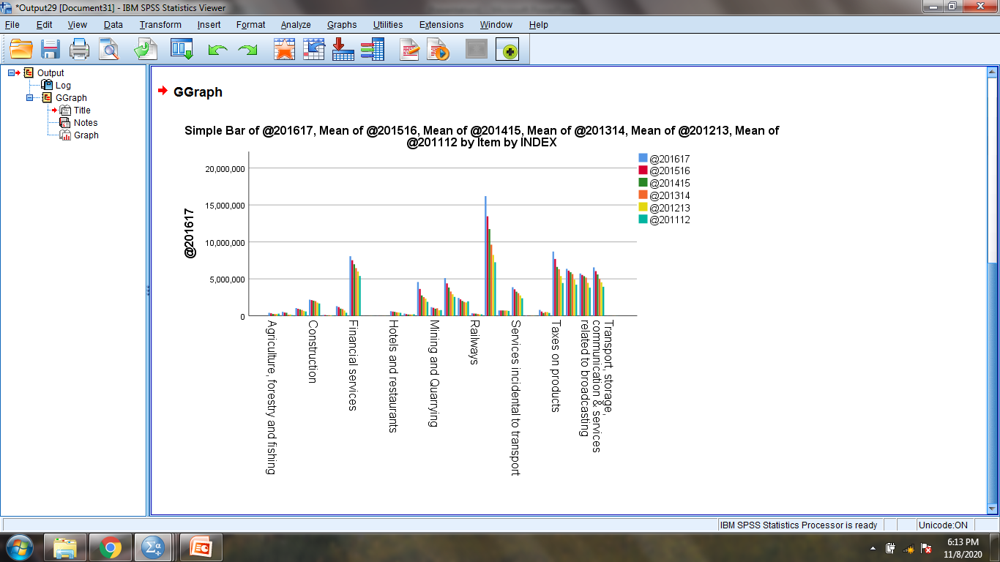 *Output29 [Document31] - IBM SPSS Statistics Viewer
File Edit View Data Transform Insert Format Analyze Graphs Utilities Extensions Window Help
Output
Log
GGraph
Title
Notes
Graph
GGraph
Simple Bar of @201617, Mean of @201516, Mean of @201415, Mean of @201314, Mean of @201213, Mean of
@201112 by Item by INDEX
@201617
@201516
@201415
@201314
@201213
@201112
@201617
20,000,000
15,000,000
10,000,000
5,000,000
0
Agriculture, forestry and fishing
Construction
Financial services
Hotels and restaurants
Mining and Quarrying
Railways
Services incidental to transport
Taxes on products
Transport, storage,
communication & services
related to broadcasting
IBM SPSS Statistics Processor is ready
Unicode:ON
6:13 PM
11/8/2020